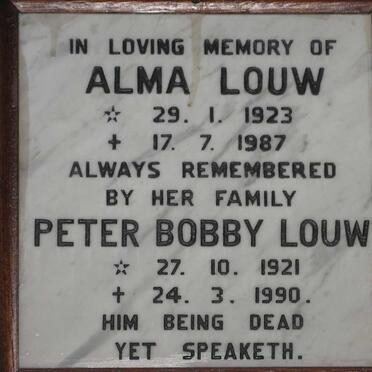 IN LOVING MEMORY OF
ALMA LOUW
☆ 29. 1. 1923
+ 17. 7. 1987
ALWAYS REMEMBERED
BY HER FAMILY
PETER BOBBY LOUW
☆ 27. 10. 1921
+ 24. 3. 1990.
HIM BEING DEAD
YET SPEAKETH.